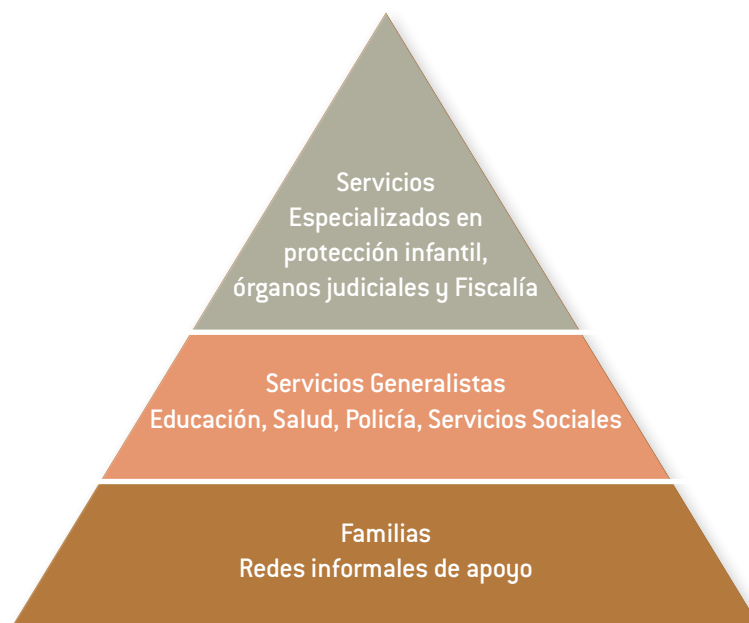 Servicios
Especializados en
protección infantil,
órganos judiciales y Fiscalía
Servicios Generalistas
Educación, Salud, Policía, Servicios Sociales
Familias
Redes informales de apoyo